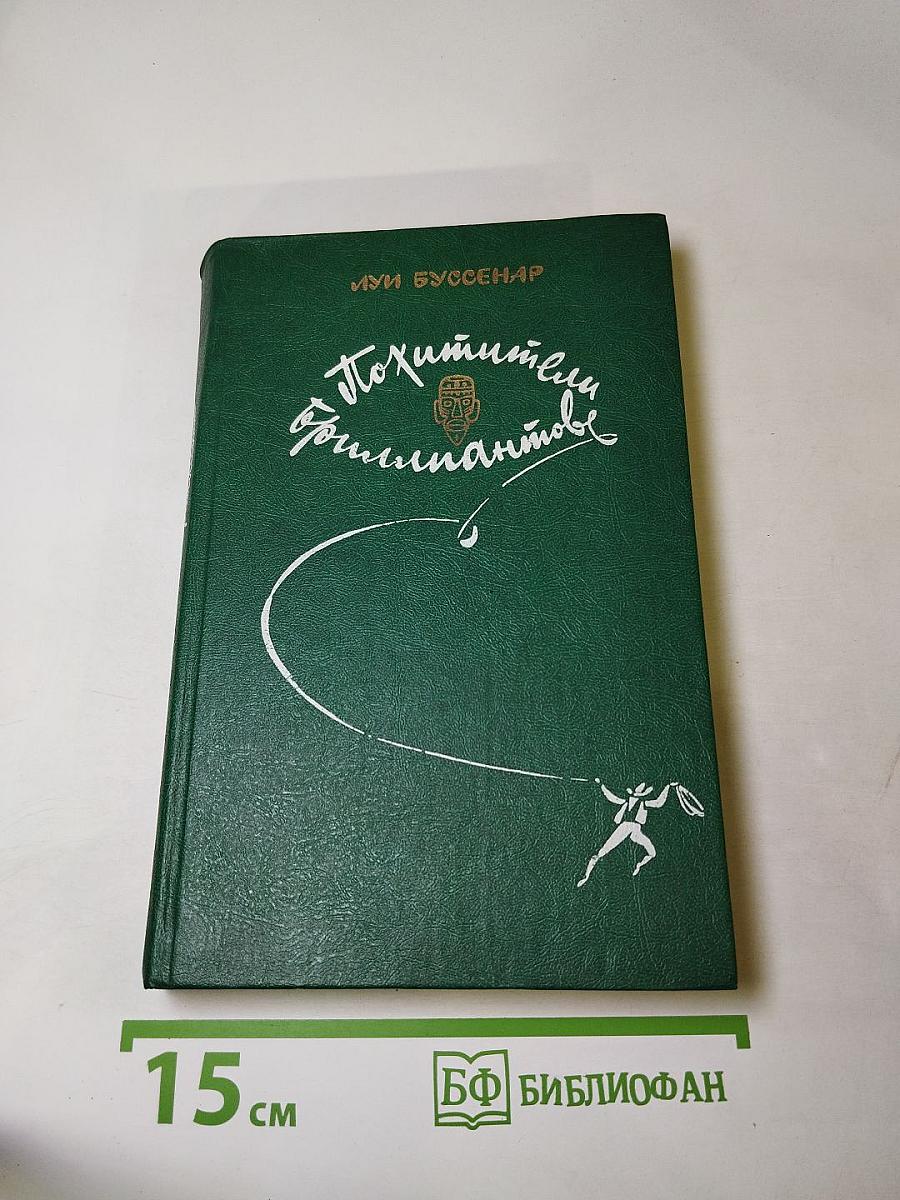 ЛУИ БУССЕНАР
Похитители
бриллиантов
15 см
БФ БИБЛИОФАН